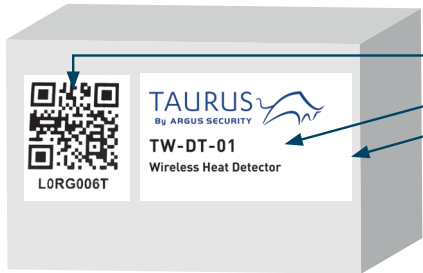 L0RG006T
TAURUS
By ARGUS SECURITY
TW-DT-01
Wireless Heat Detector